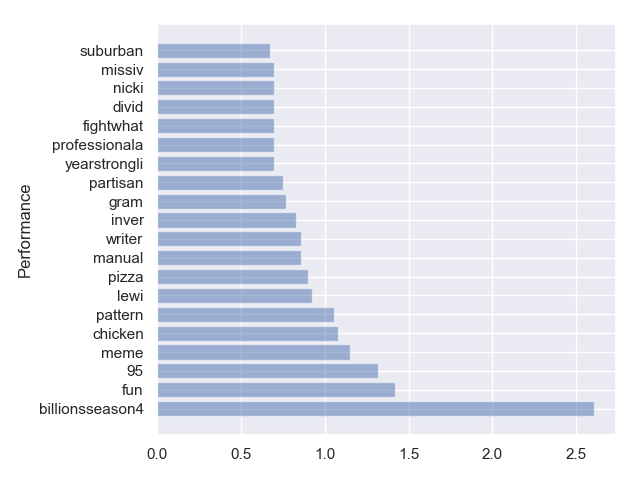 suburban
missiv
nicki
divid
fightwhat
professionala
yearstrongli
partisan
gram
inver
writer
manual
pizza
lewi
pattern
chicken
meme
95
fun
billionsseason4
Performance
0.0 0.5 1.0 1.5 2.0 2.5